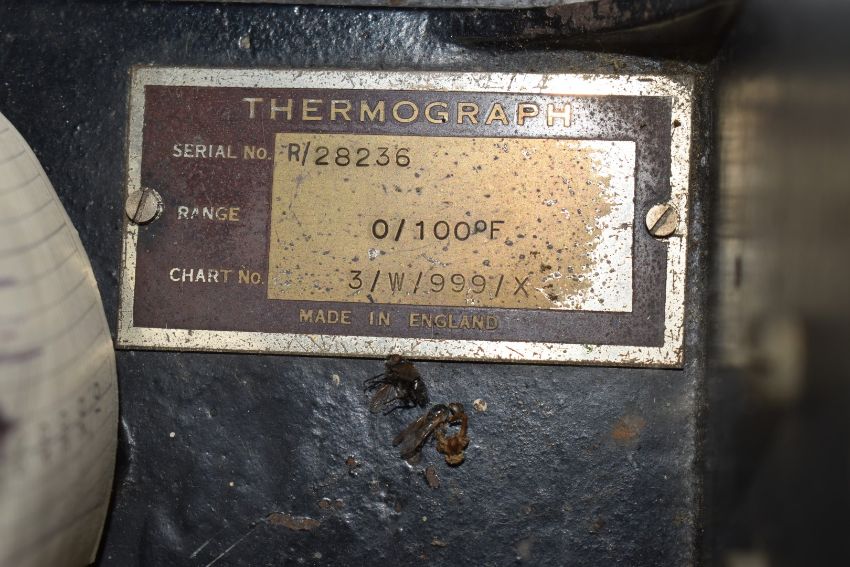 THERMOGRAPH
SERIAL No. R/28236
RANGE 0/100°F
CHART No. 3/W/999/X
MADE IN ENGLAND